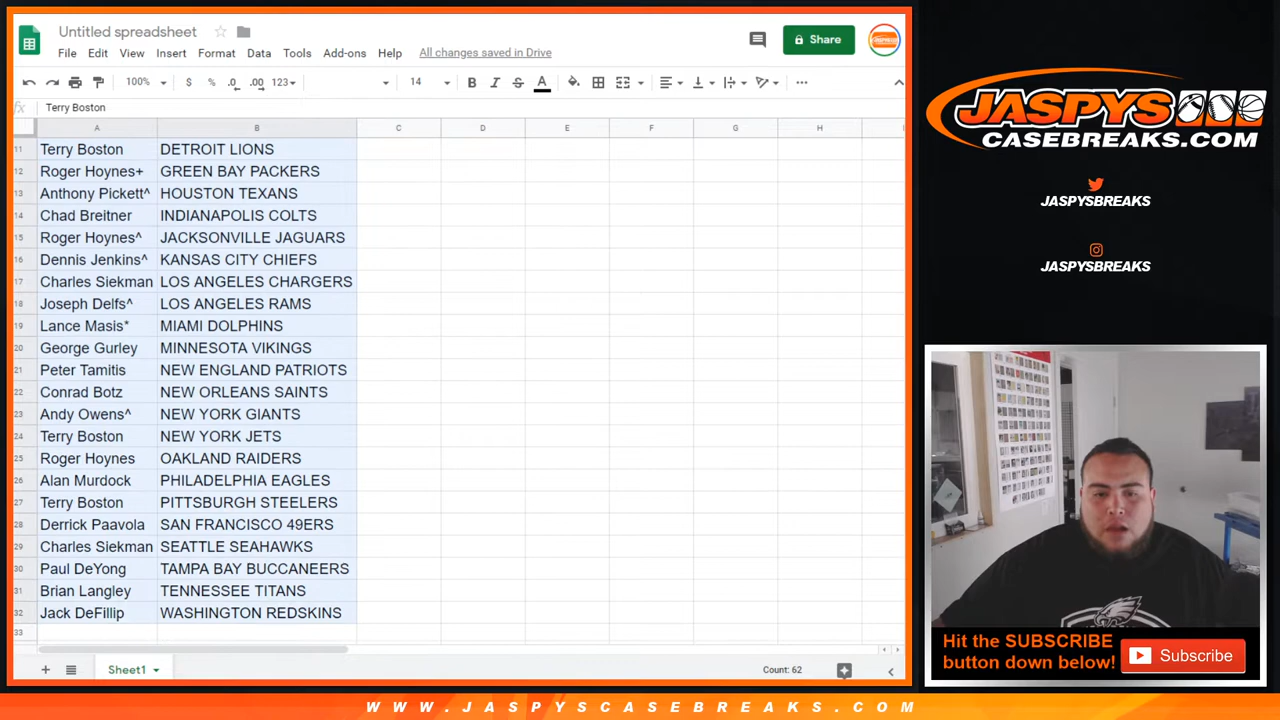 Untitled spreadsheet
File Edit View Insert Format Data Tools Add-ons Help All changes saved in Drive
Share
100% $ % .0 .00 123 14 B I S A
fx Terry Boston
A B C D E F G H I
11 Terry Boston DETROIT LIONS
12 Roger Hoynes+ GREEN BAY PACKERS
13 Anthony Pickett^ HOUSTON TEXANS
14 Chad Breitner INDIANAPOLIS COLTS
15 Roger Hoynes^ JACKSONVILLE JAGUARS
16 Dennis Jenkins^ KANSAS CITY CHIEFS
17 Charles Siekman LOS ANGELES CHARGERS
18 Joseph Delfs^ LOS ANGELES RAMS
19 Lance Masis* MIAMI DOLPHINS
20 George Gurley MINNESOTA VIKINGS
21 Peter Tamitis NEW ENGLAND PATRIOTS
22 Conrad Botz NEW ORLEANS SAINTS
23 Andy Owens^ NEW YORK GIANTS
24 Terry Boston NEW YORK JETS
25 Roger Hoynes OAKLAND RAIDERS
26 Alan Murdock PHILADELPHIA EAGLES
27 Terry Boston PITTSBURGH STEELERS
28 Derrick Paavola SAN FRANCISCO 49ERS
29 Charles Siekman SEATTLE SEAHAWKS
30 Paul DeYong TAMPA BAY BUCCANEERS
31 Brian Langley TENNESSEE TITANS
32 Jack DeFillip WASHINGTON REDSKINS
33
Sheet1
Count: 62
JASPYS
CASEBREAKS.COM
JASPYSBREAKS
JASPYSBREAKS
Hit the SUBSCRIBE
button down below!
Subscribe
WWW.JASPYSCASEBREAKS.COM